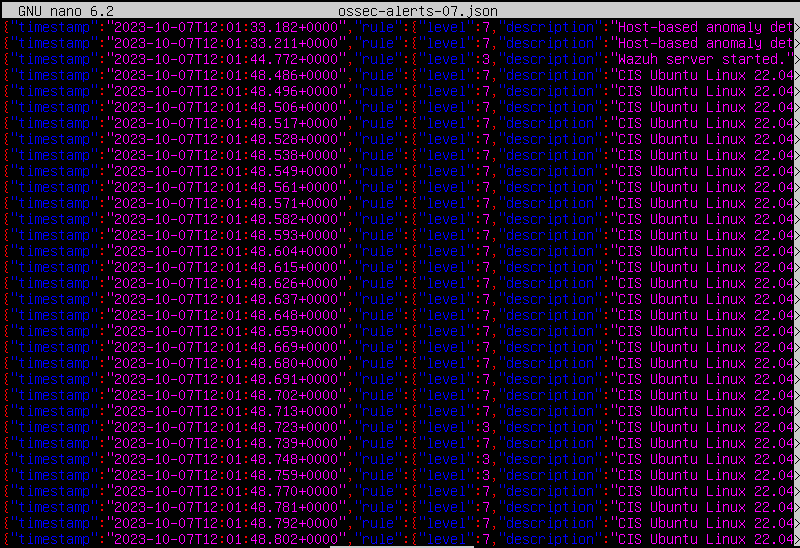 GNU nano 6.2 ossec-alerts-07.json
{"timestamp":"2023-10-07T12:01:33.182+0000","rule":{"level":7,"description":"Host-based anomaly det>
{"timestamp":"2023-10-07T12:01:33.211+0000","rule":{"level":7,"description":"Host-based anomaly det>
{"timestamp":"2023-10-07T12:01:44.772+0000","rule":{"level":3,"description":"Wazuh server started.">
{"timestamp":"2023-10-07T12:01:48.486+0000","rule":{"level":7,"description":"CIS Ubuntu Linux 22.04>
{"timestamp":"2023-10-07T12:01:48.496+0000","rule":{"level":7,"description":"CIS Ubuntu Linux 22.04>
{"timestamp":"2023-10-07T12:01:48.506+0000","rule":{"level":7,"description":"CIS Ubuntu Linux 22.04>
{"timestamp":"2023-10-07T12:01:48.517+0000","rule":{"level":7,"description":"CIS Ubuntu Linux 22.04>
{"timestamp":"2023-10-07T12:01:48.528+0000","rule":{"level":7,"description":"CIS Ubuntu Linux 22.04>
{"timestamp":"2023-10-07T12:01:48.538+0000","rule":{"level":7,"description":"CIS Ubuntu Linux 22.04>
{"timestamp":"2023-10-07T12:01:48.549+0000","rule":{"level":7,"description":"CIS Ubuntu Linux 22.04>
{"timestamp":"2023-10-07T12:01:48.561+0000","rule":{"level":7,"description":"CIS Ubuntu Linux 22.04>
{"timestamp":"2023-10-07T12:01:48.571+0000","rule":{"level":7,"description":"CIS Ubuntu Linux 22.04>
{"timestamp":"2023-10-07T12:01:48.582+0000","rule":{"level":7,"description":"CIS Ubuntu Linux 22.04>
{"timestamp":"2023-10-07T12:01:48.593+0000","rule":{"level":7,"description":"CIS Ubuntu Linux 22.04>
{"timestamp":"2023-10-07T12:01:48.604+0000","rule":{"level":7,"description":"CIS Ubuntu Linux 22.04>
{"timestamp":"2023-10-07T12:01:48.615+0000","rule":{"level":7,"description":"CIS Ubuntu Linux 22.04>
{"timestamp":"2023-10-07T12:01:48.626+0000","rule":{"level":7,"description":"CIS Ubuntu Linux 22.04>
{"timestamp":"2023-10-07T12:01:48.637+0000","rule":{"level":7,"description":"CIS Ubuntu Linux 22.04>
{"timestamp":"2023-10-07T12:01:48.648+0000","rule":{"level":7,"description":"CIS Ubuntu Linux 22.04>
{"timestamp":"2023-10-07T12:01:48.659+0000","rule":{"level":7,"description":"CIS Ubuntu Linux 22.04>
{"timestamp":"2023-10-07T12:01:48.669+0000","rule":{"level":7,"description":"CIS Ubuntu Linux 22.04>
{"timestamp":"2023-10-07T12:01:48.680+0000","rule":{"level":7,"description":"CIS Ubuntu Linux 22.04>
{"timestamp":"2023-10-07T12:01:48.691+0000","rule":{"level":7,"description":"CIS Ubuntu Linux 22.04>
{"timestamp":"2023-10-07T12:01:48.702+0000","rule":{"level":7,"description":"CIS Ubuntu Linux 22.04>
{"timestamp":"2023-10-07T12:01:48.713+0000","rule":{"level":7,"description":"CIS Ubuntu Linux 22.04>
{"timestamp":"2023-10-07T12:01:48.723+0000","rule":{"level":3,"description":"CIS Ubuntu Linux 22.04>
{"timestamp":"2023-10-07T12:01:48.739+0000","rule":{"level":7,"description":"CIS Ubuntu Linux 22.04>
{"timestamp":"2023-10-07T12:01:48.748+0000","rule":{"level":3,"description":"CIS Ubuntu Linux 22.04>
{"timestamp":"2023-10-07T12:01:48.759+0000","rule":{"level":3,"description":"CIS Ubuntu Linux 22.04>
{"timestamp":"2023-10-07T12:01:48.770+0000","rule":{"level":7,"description":"CIS Ubuntu Linux 22.04>
{"timestamp":"2023-10-07T12:01:48.781+0000","rule":{"level":7,"description":"CIS Ubuntu Linux 22.04>
{"timestamp":"2023-10-07T12:01:48.792+0000","rule":{"level":7,"description":"CIS Ubuntu Linux 22.04>
{"timestamp":"2023-10-07T12:01:48.802+0000","rule":{"level":7,"description":"CIS Ubuntu Linux 22.04>